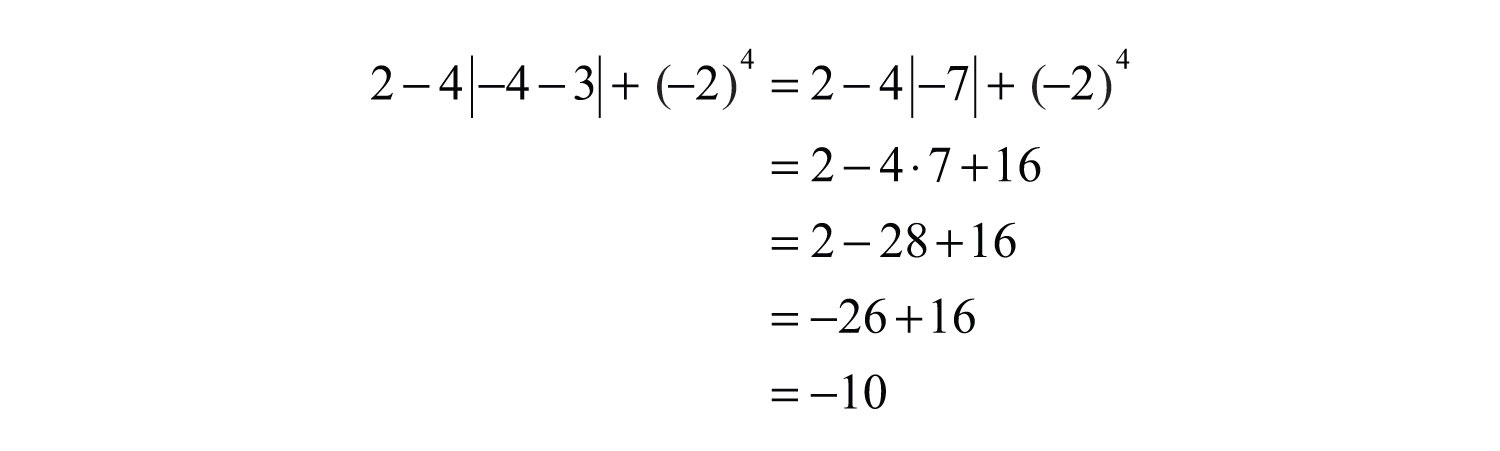 2 − 4|−4 − 3| + (−2)⁴ = 2 − 4|−7| + (−2)⁴
= 2 − 4 · 7 + 16
= 2 − 28 + 16
= −26 + 16
= −10